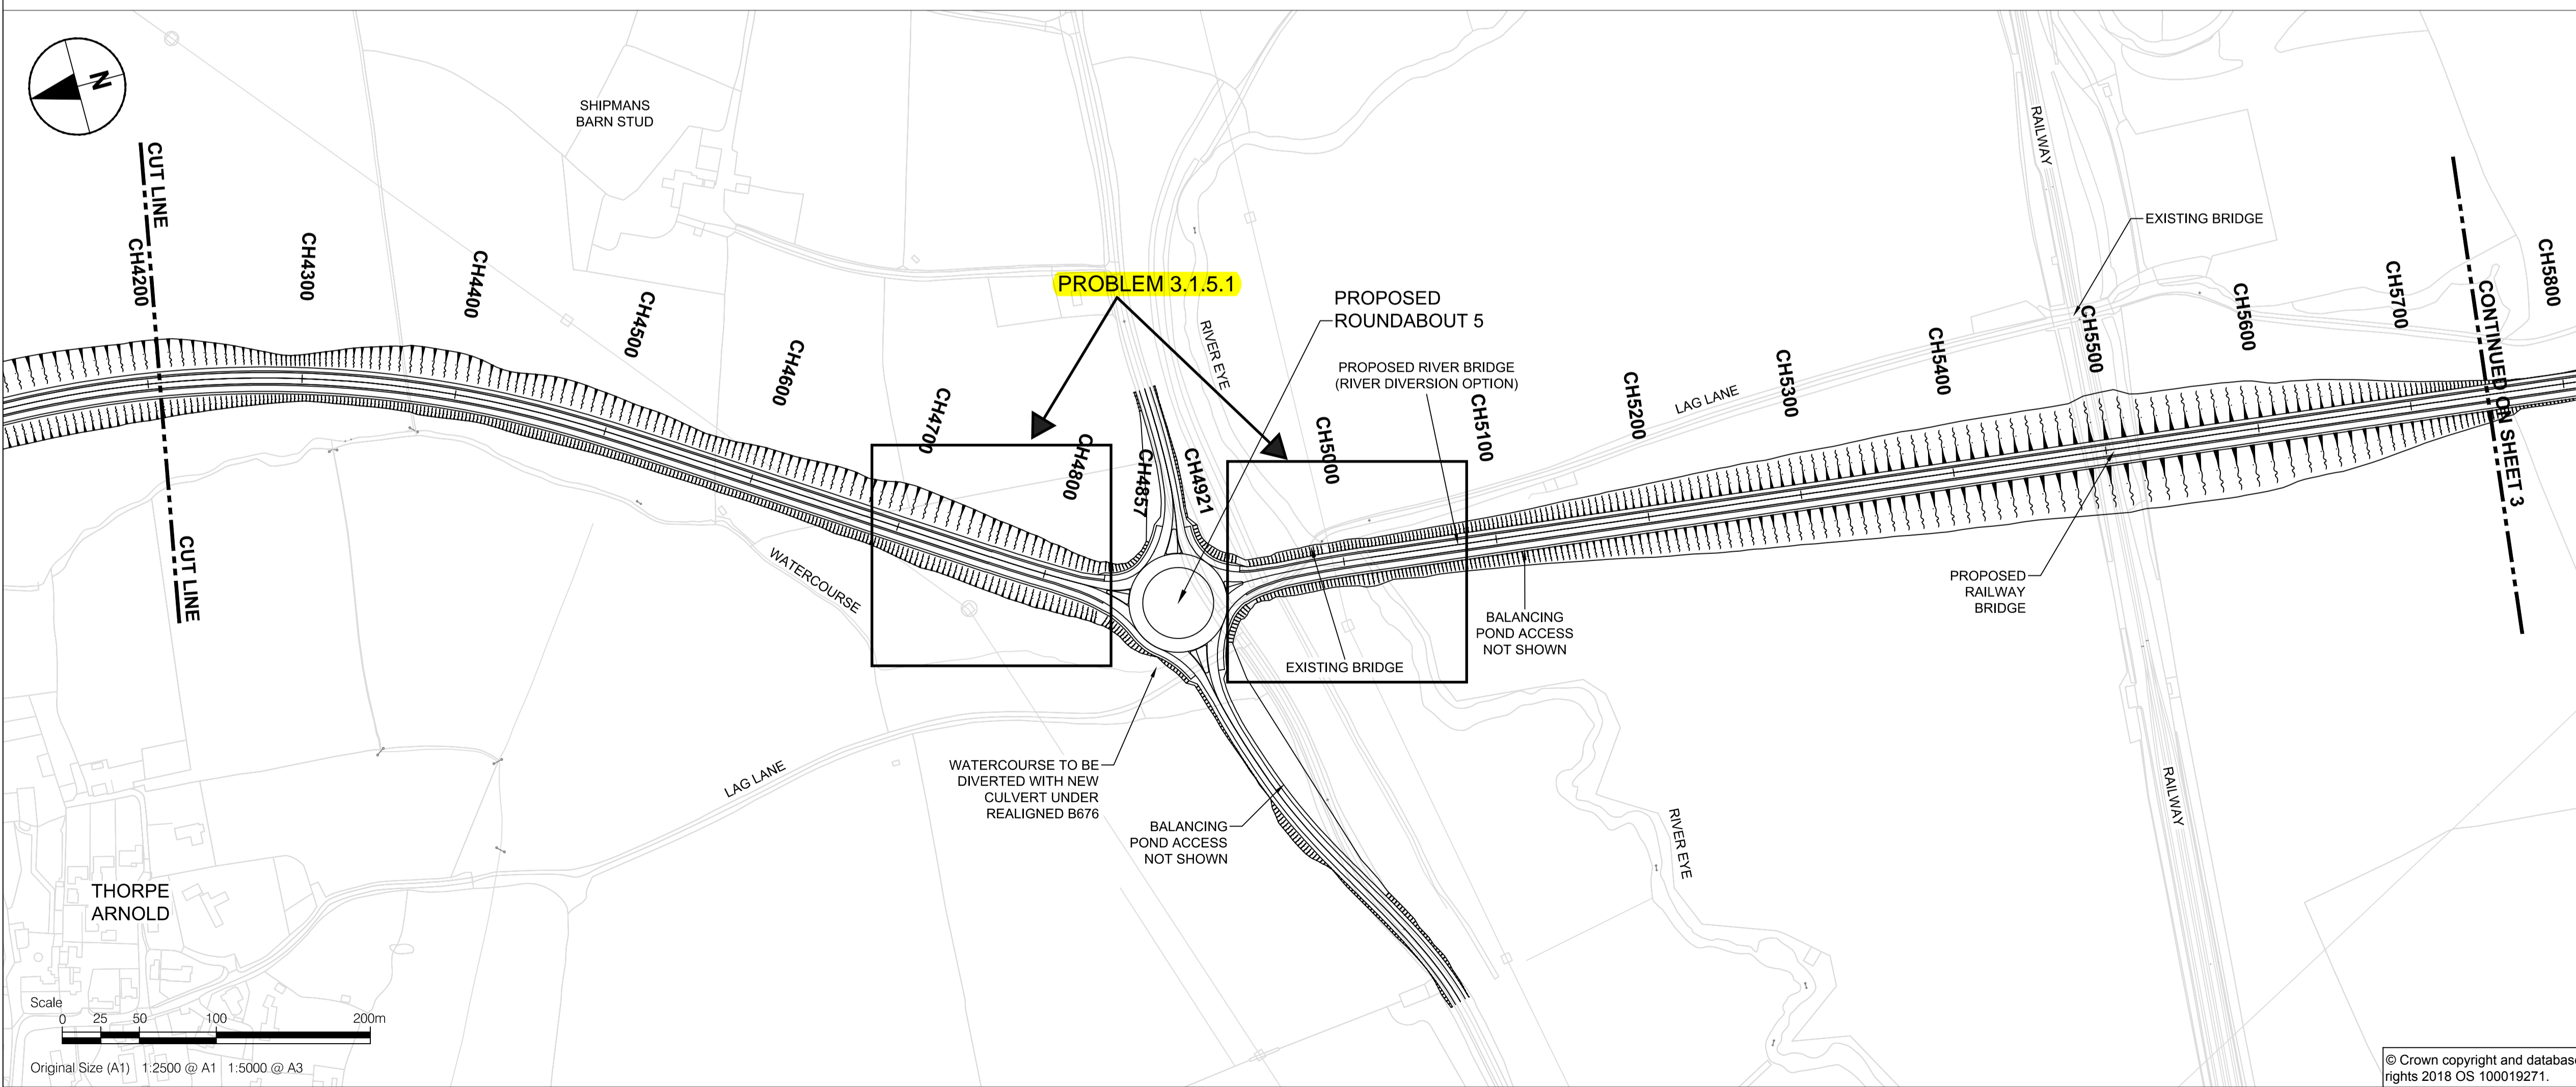 N
SHIPMANS
BARN STUD
CUT LINE
CH4200
CH4300
CH4400
CH4500
CH4600
CH4700
CH4800
CH4857
CH4921
CH5000
CH5100
CH5200
CH5300
CH5400
CH5500
CH5600
CH5700
CH5800
PROBLEM 3.1.5.1
PROPOSED
ROUNDABOUT 5
RIVER EYE
PROPOSED RIVER BRIDGE
(RIVER DIVERSION OPTION)
LAG LANE
RAILWAY
EXISTING BRIDGE
CONTINUED ON SHEET 3
CUT LINE
WATERCOURSE
EXISTING BRIDGE
BALANCING
POND ACCESS
NOT SHOWN
PROPOSED
RAILWAY
BRIDGE
LAG LANE
WATERCOURSE TO BE
DIVERTED WITH NEW
CULVERT UNDER
REALIGNED B676
BALANCING
POND ACCESS
NOT SHOWN
RIVER EYE
RAILWAY
THORPE
ARNOLD
Scale
0 25 50 100 200m
Original Size (A1) 1:2500 @ A1 1:5000 @ A3
© Crown copyright and database
rights 2018 OS 100019271.